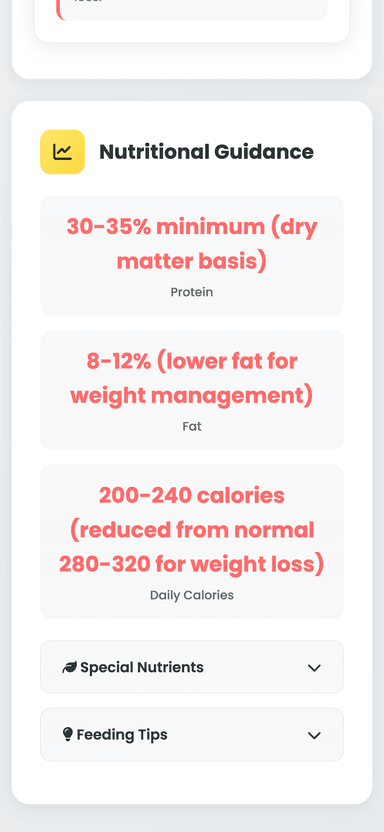 Nutritional Guidance
30-35% minimum (dry
matter basis)
Protein
8-12% (lower fat for
weight management)
Fat
200-240 calories
(reduced from normal
280-320 for weight loss)
Daily Calories
Special Nutrients
Feeding Tips